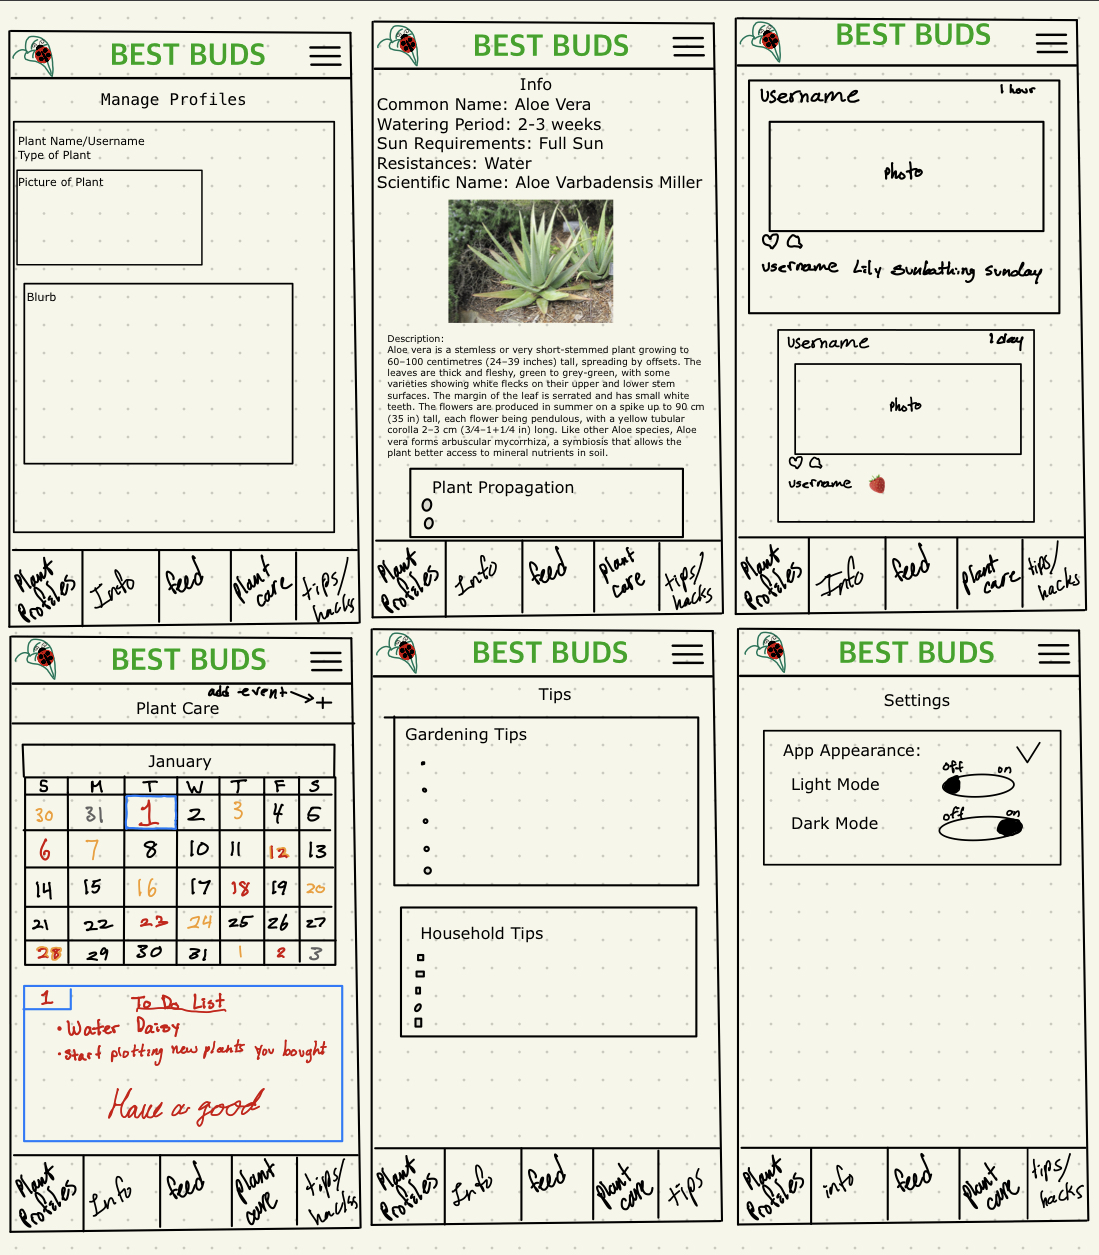 BEST BUDS
Manage Profiles
Plant Name/Username
Type of Plant
Picture of Plant
Blurb
Plant Profiles
Info
feed
plant care
tips/hacks
BEST BUDS
Info
Common Name: Aloe Vera
Watering Period: 2-3 weeks
Sun Requirements: Full Sun
Resistances: Water
Scientific Name: Aloe Varbadensis Miller
Description:
Aloe vera is a stemless or very short-stemmed plant growing to
60–100 centimetres (24–39 inches) tall, spreading by offsets. The
leaves are thick and fleshy, green to grey-green, with some
varieties showing white flecks on their upper and lower stem
surfaces. The margin of the leaf is serrated and has small white
teeth. The flowers are produced in summer on a spike up to 90 cm
(35 in) tall, each flower being pendulous, with a yellow tubular
corolla 2–3 cm (3/4–1+1/4 in) long. Like other Aloe species, Aloe
vera forms arbuscular mycorrhiza, a symbiosis that allows the
plant better access to mineral nutrients in soil.
Plant Propagation
Plant Profiles
Info
feed
plant care
tips/hacks
BEST BUDS
Username 1 hour
photo
username Lily Sunbathing Sunday
Username 1 day
photo
username
Plant Profiles
Info
feed
plant care
tips/hacks
BEST BUDS
add event
Plant Care
January
S M T W T F S
30 31 1 2 3 4 5
6 7 8 10 11 12 13
14 15 16 17 18 19 20
21 22 23 24 25 26 27
28 29 30 31 1 2 3
1
To Do List
• Water Daisy
• Start plotting new plants you bought
Have a good
Plant Profiles
Info
feed
plant care
tips/hacks
BEST BUDS
Tips
Gardening Tips
Household Tips
Plant Profiles
Info
feed
plant care
tips
BEST BUDS
Settings
App Appearance:
off on
Light Mode
off on
Dark Mode
Plant Profiles
info
feed
plant care
tips/hacks